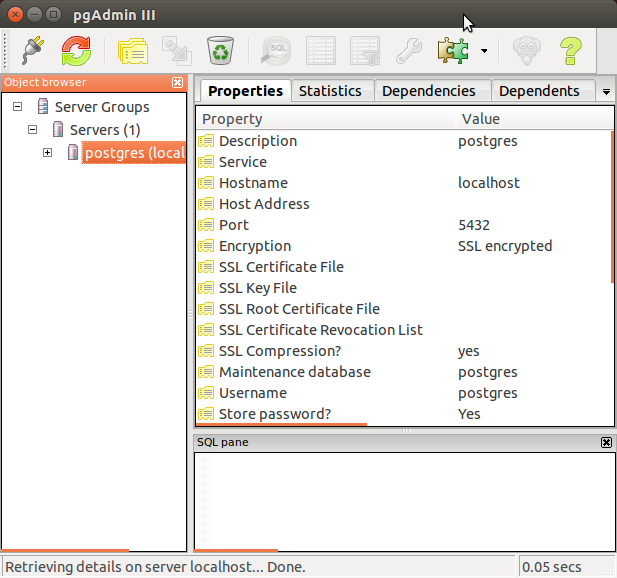 pgAdmin III
SQL
Object browser
Server Groups
Servers (1)
postgres (local
Properties Statistics Dependencies Dependents
Property Value
Description postgres
Service
Hostname localhost
Host Address
Port 5432
Encryption SSL encrypted
SSL Certificate File
SSL Key File
SSL Root Certificate File
SSL Certificate Revocation List
SSL Compression? yes
Maintenance database postgres
Username postgres
Store password? Yes
SQL pane
Retrieving details on server localhost... Done. 0.05 secs